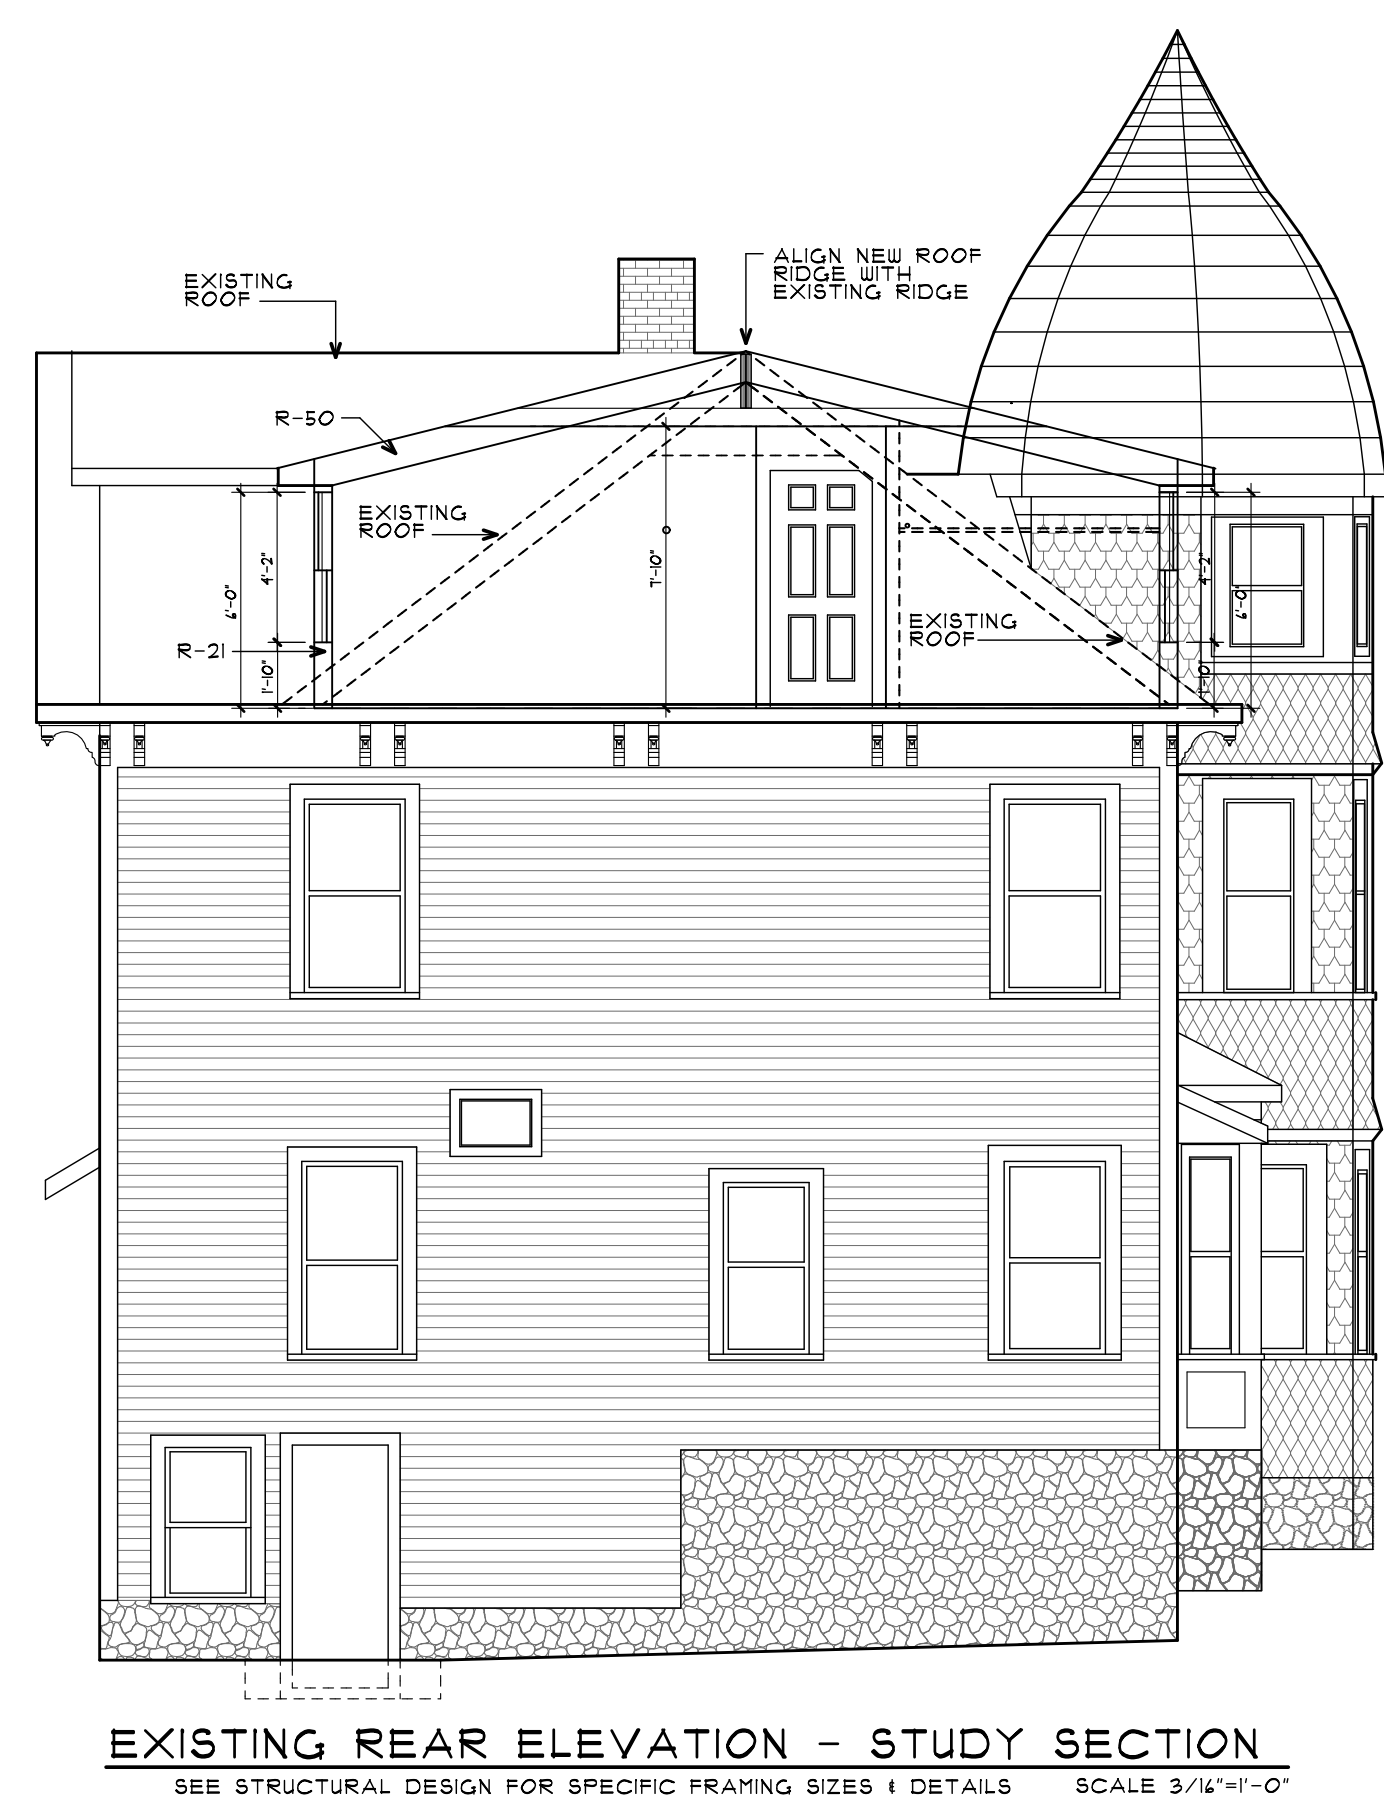 ALIGN NEW ROOF
RIDGE WITH
EXISTING RIDGE
EXISTING
ROOF
R-50
EXISTING
ROOF
4'-2"
6'-0"
7'-10"
4'-2"
6'-0"
EXISTING
ROOF
R-21
1'-10"
1'-10
EXISTING REAR ELEVATION - STUDY SECTION
SEE STRUCTURAL DESIGN FOR SPECIFIC FRAMING SIZES & DETAILS
SCALE 3/16"=1'-0"